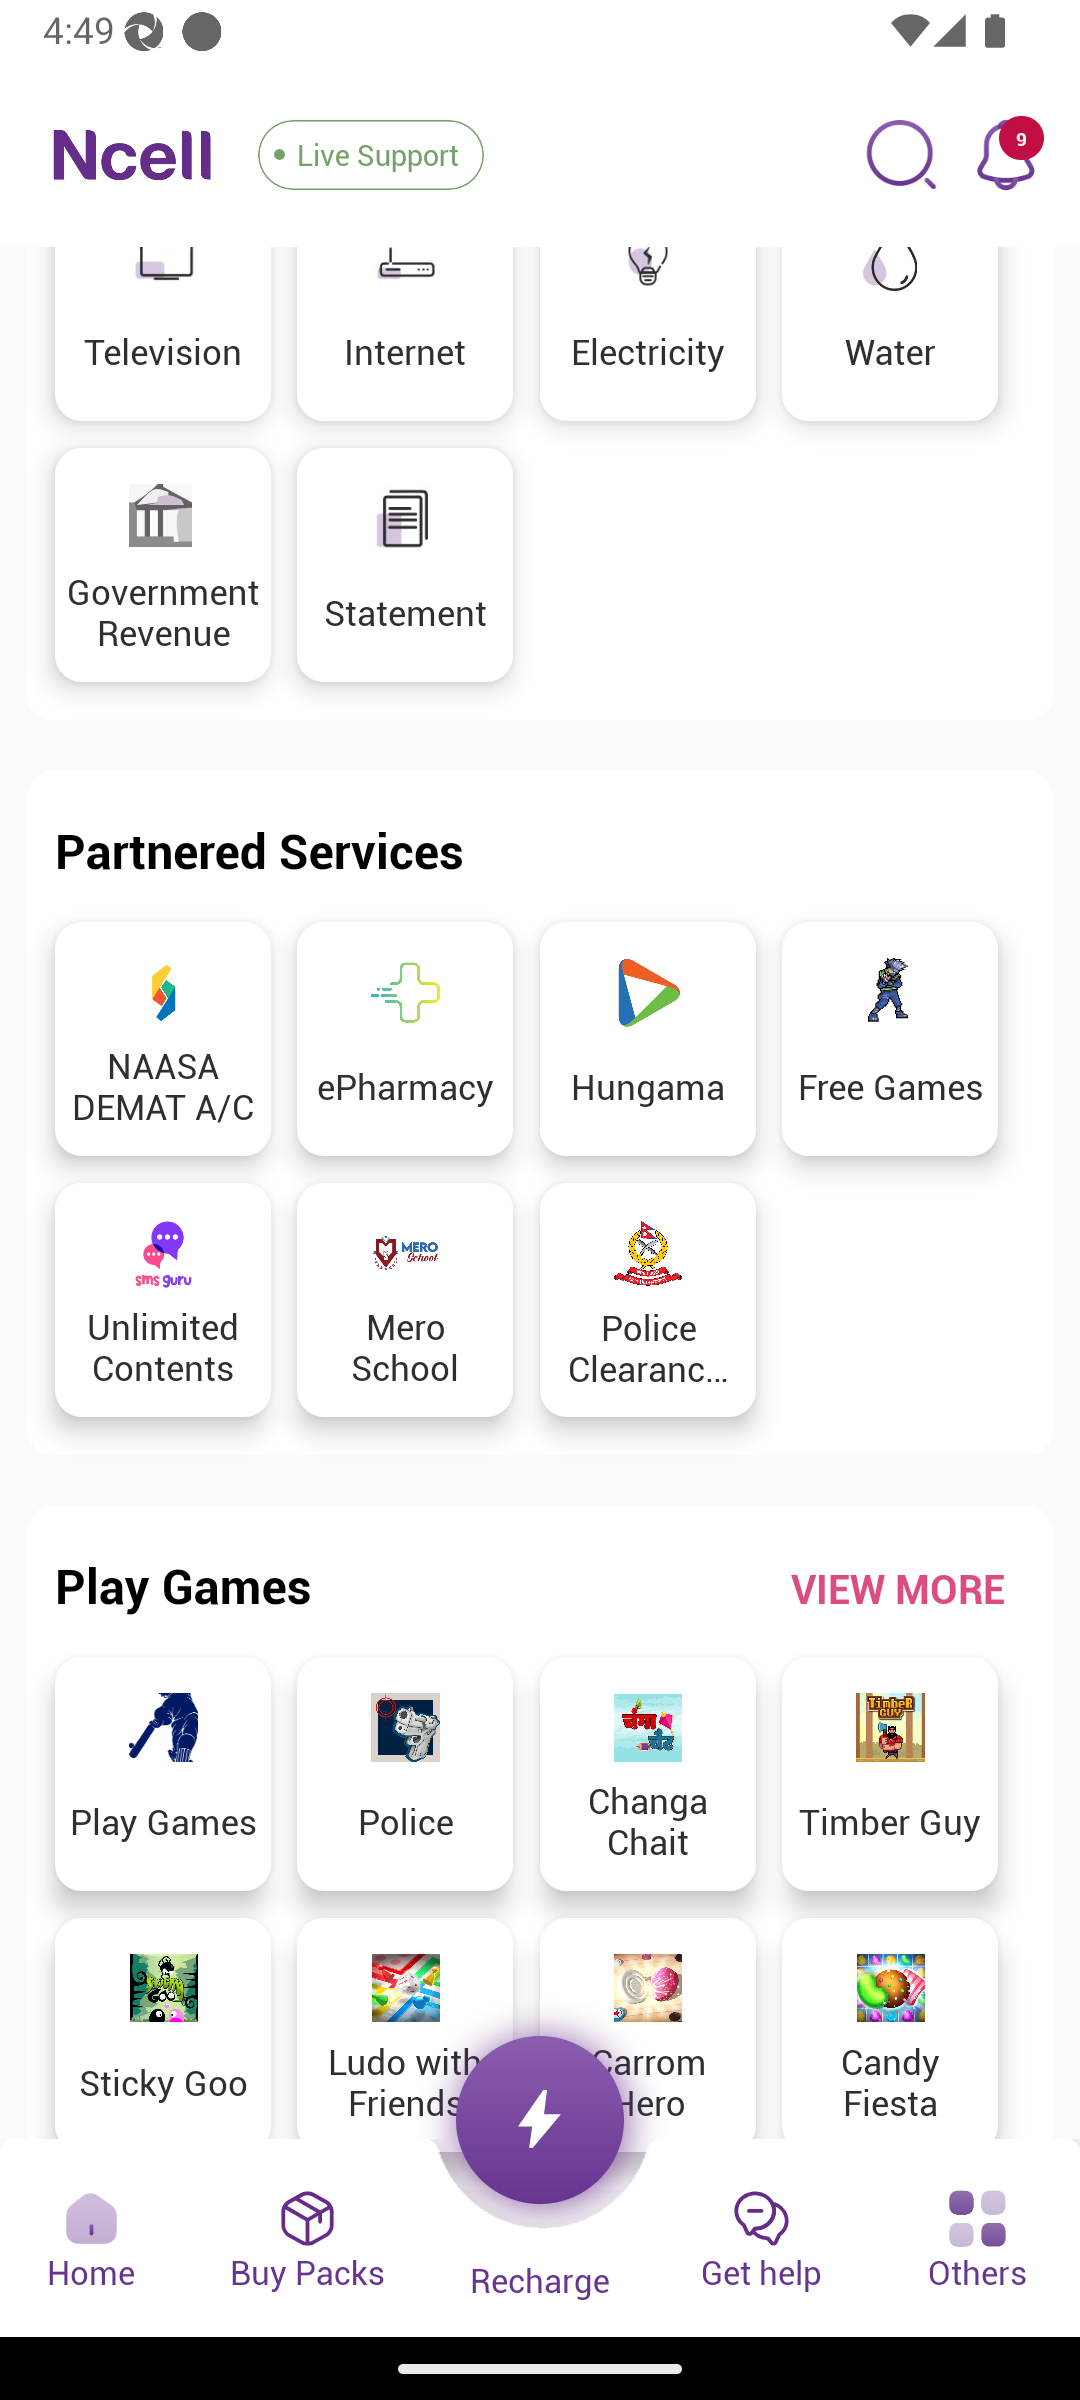 4:49
Ncell
Live Support
9
Television
Internet
Electricity
Water
Government
Revenue
Statement
Partnered Services
NAASA
DEMAT A/C
ePharmacy
Hungama
Free Games
sms guru
MERO
School
Unlimited
Contents
Mero
School
Police
Clearanc...
Play Games
VIEW MORE
चंगा
चैट
TimbeR
GUY
Play Games
Police
Changa
Chait
Timber Guy
Sticky
Goo
Sticky Goo
Ludo with
Friends
Carrom
Hero
Candy
Fiesta
Home
Buy Packs
Recharge
Get help
Others